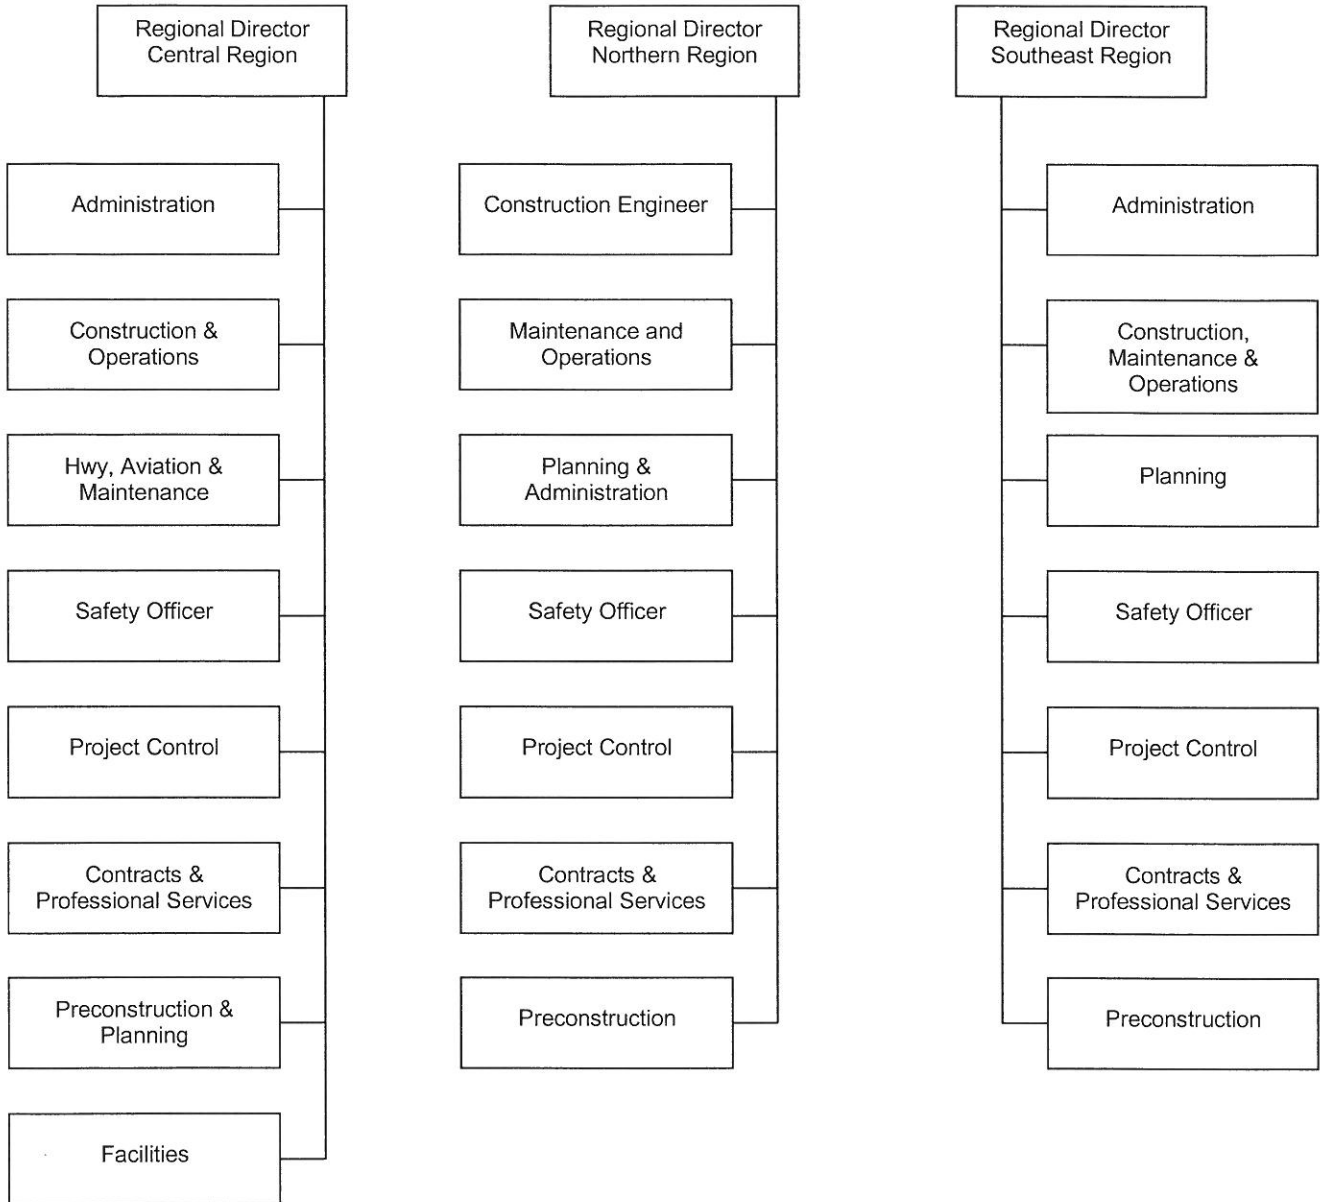 Regional Director
Central Region
Administration
Construction &
Operations
Hwy, Aviation &
Maintenance
Safety Officer
Project Control
Contracts &
Professional Services
Preconstruction &
Planning
Facilities
Regional Director
Northern Region
Construction Engineer
Maintenance and
Operations
Planning &
Administration
Safety Officer
Project Control
Contracts &
Professional Services
Preconstruction
Regional Director
Southeast Region
Administration
Construction,
Maintenance &
Operations
Planning
Safety Officer
Project Control
Contracts &
Professional Services
Preconstruction